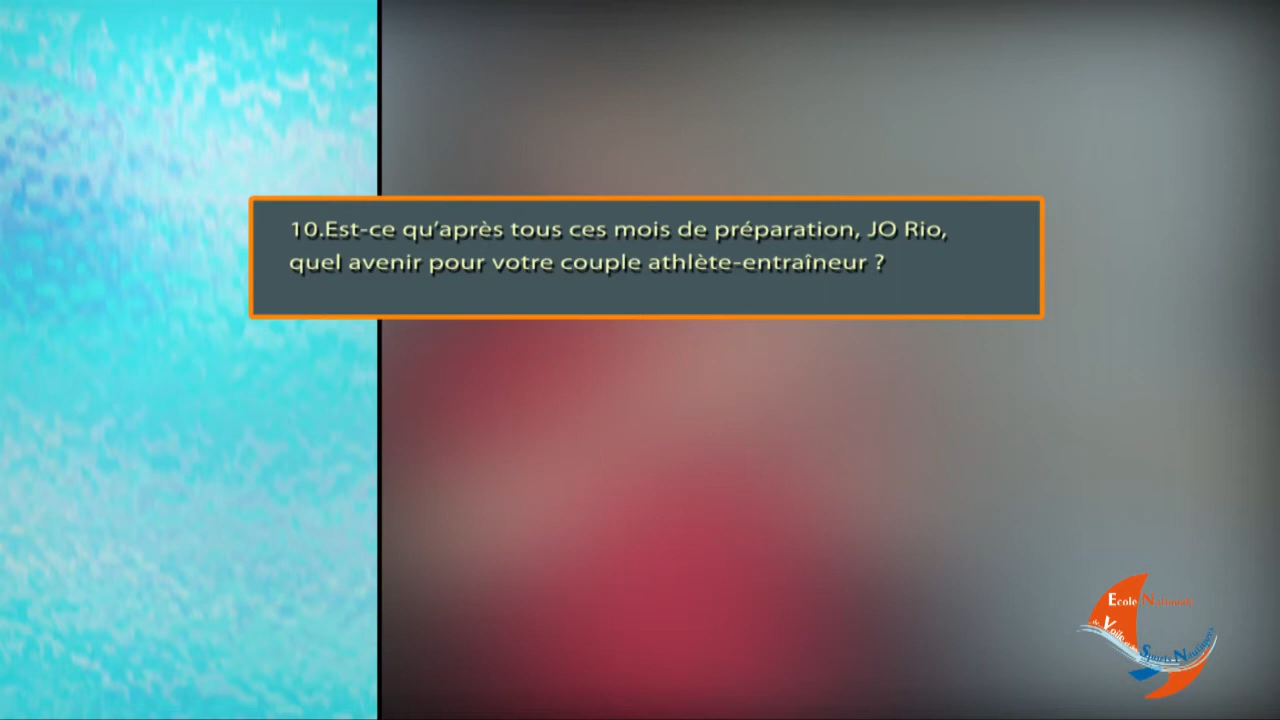 10.Est-ce qu'après tous ces mois de préparation, JO Rio,
quel avenir pour votre couple athlète-entraîneur ?
Ecole Nationale
de Voile et des
Sports Nautiques